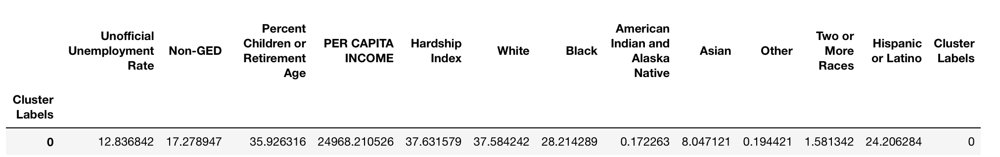 Unofficial Unemployment Rate Non-GED Percent Children or Retirement Age PER CAPITA INCOME Hardship Index White Black American Indian and Alaska Native Asian Other Two or More Races Hispanic or Latino Cluster Labels
Cluster Labels
0 12.836842 17.278947 35.926316 24968.210526 37.631579 37.584242 28.214289 0.172263 8.047121 0.194421 1.581342 24.206284 0